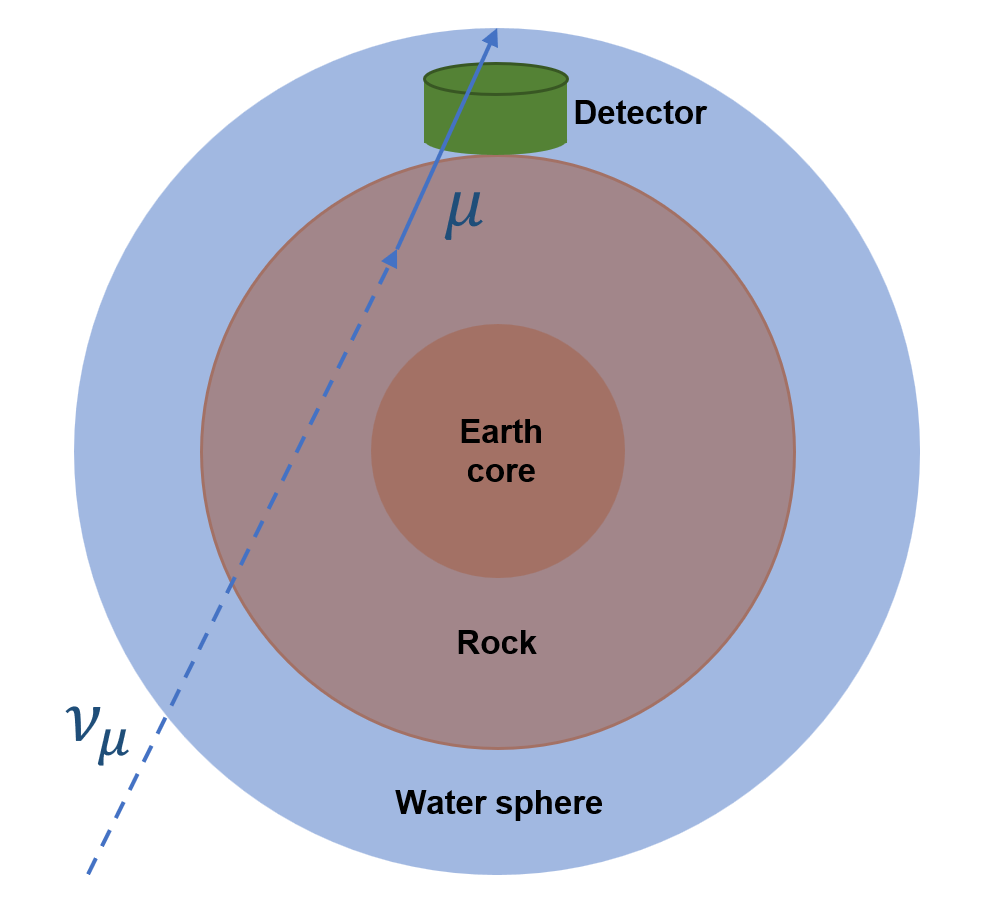 Detector
μ
Earth
core
Rock
ν_μ
Water sphere